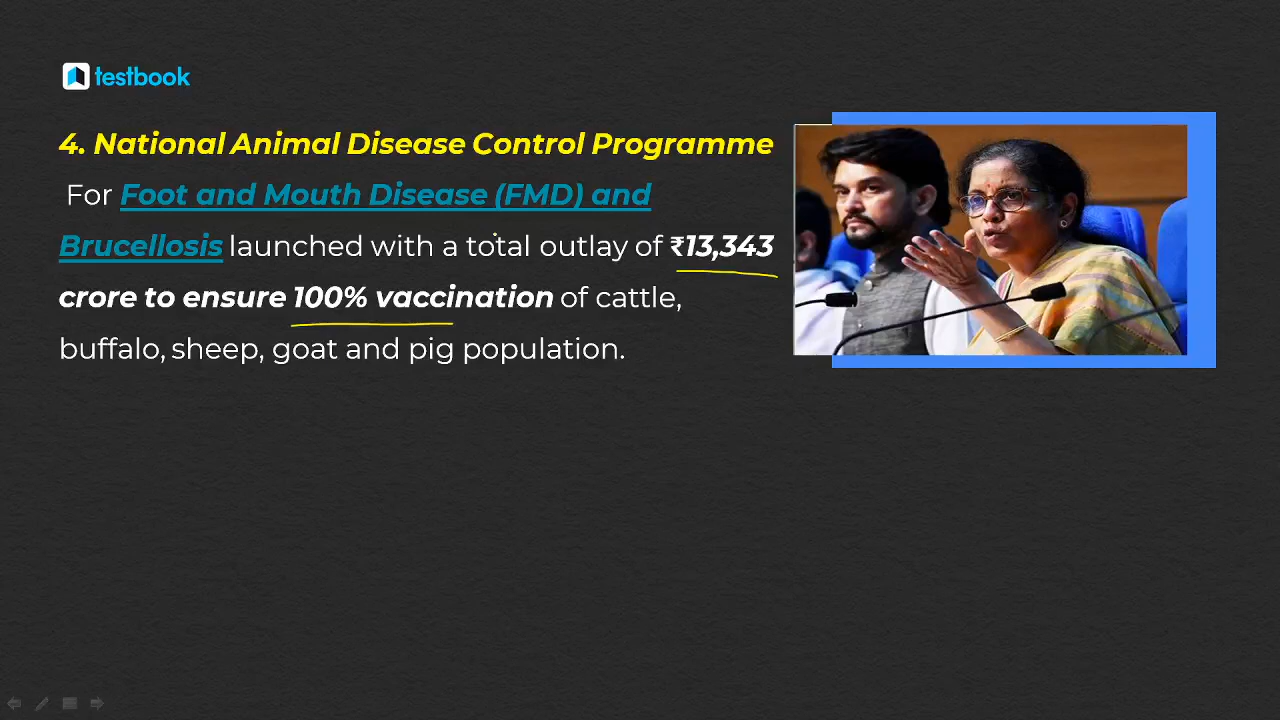 testbook
4. National Animal Disease Control Programme
For Foot and Mouth Disease (FMD) and
Brucellosis launched with a total outlay of ₹13,343
crore to ensure 100% vaccination of cattle,
buffalo, sheep, goat and pig population.